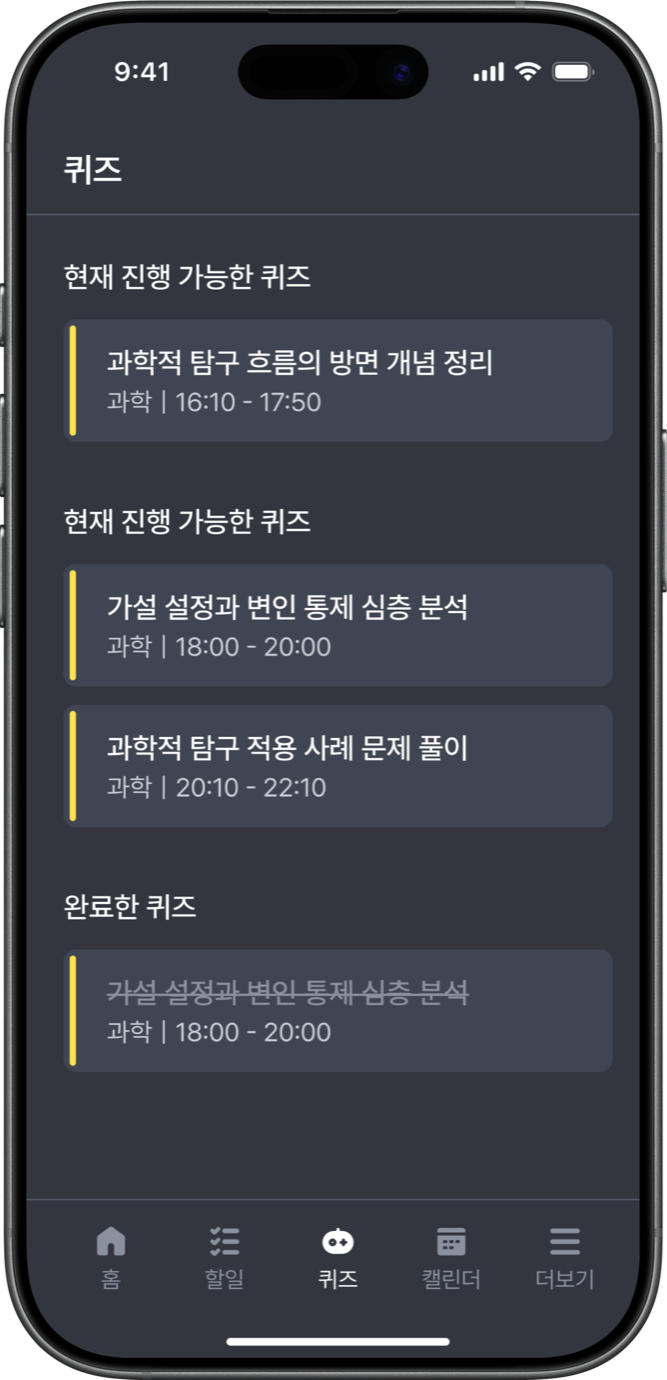 9:41
퀴즈
현재 진행 가능한 퀴즈
과학적 탐구 흐름의 방면 개념 정리
과학 | 16:10 - 17:50
현재 진행 가능한 퀴즈
가설 설정과 변인 통제 심층 분석
과학 | 18:00 - 20:00
과학적 탐구 적용 사례 문제 풀이
과학 | 20:10 - 22:10
완료한 퀴즈
가설 설정과 변인 통제 심층 분석
과학 | 18:00 - 20:00
홈 할일 퀴즈 캘린더 더보기